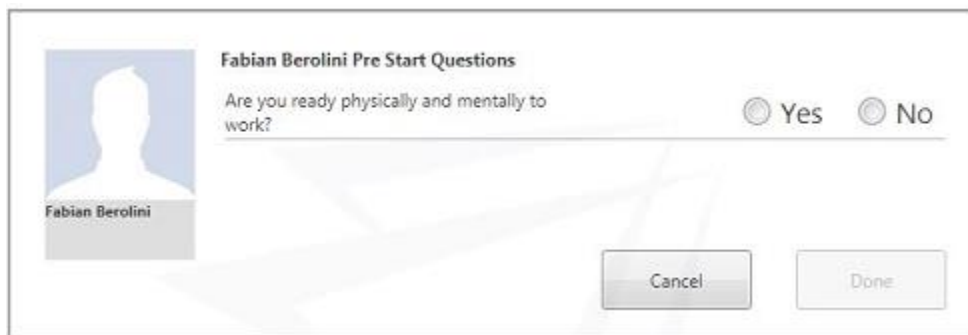 Fabian Berolini Pre Start Questions
Are you ready physically and mentally to
work?
Yes
No
Fabian Berolini
Cancel
Done